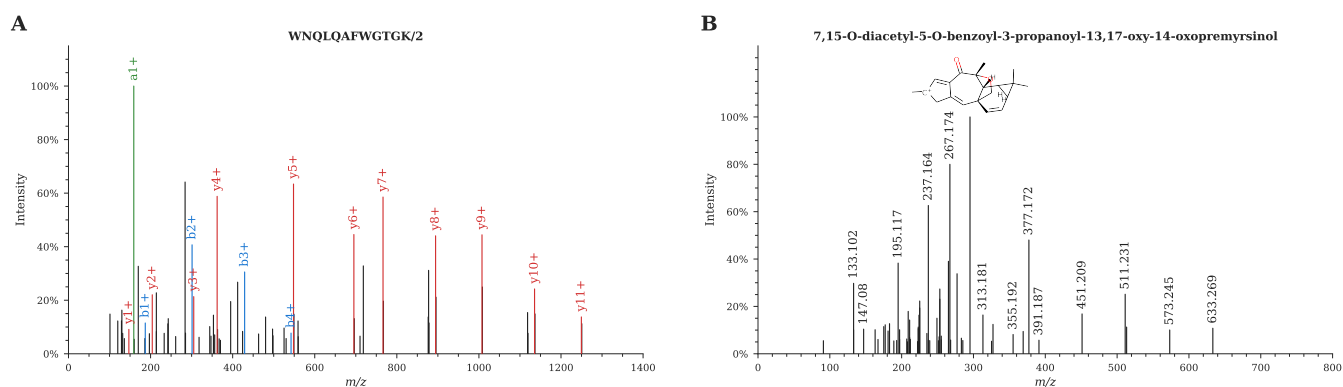 A
WNQLQAFWGTGK/2
Intensity
100%
80%
60%
40%
20%
0%
a1+
y1+
b1+
y2+
b2+
y3+
y4+
b3+
b4+
y5+
y6+
y7+
y8+
y9+
y10+
y11+
0
200
400
600
800
1000
1200
1400
m/z
B
7,15-O-diacetyl-5-O-benzoyl-3-propanoyl-13,17-oxy-14-oxopremyrsinol
Intensity
100%
80%
60%
40%
20%
0%
O
H
H
H
133.102
147.08
195.117
237.164
267.174
313.181
355.192
377.172
391.187
451.209
511.231
573.245
633.269
0
100
200
300
400
500
600
700
800
m/z